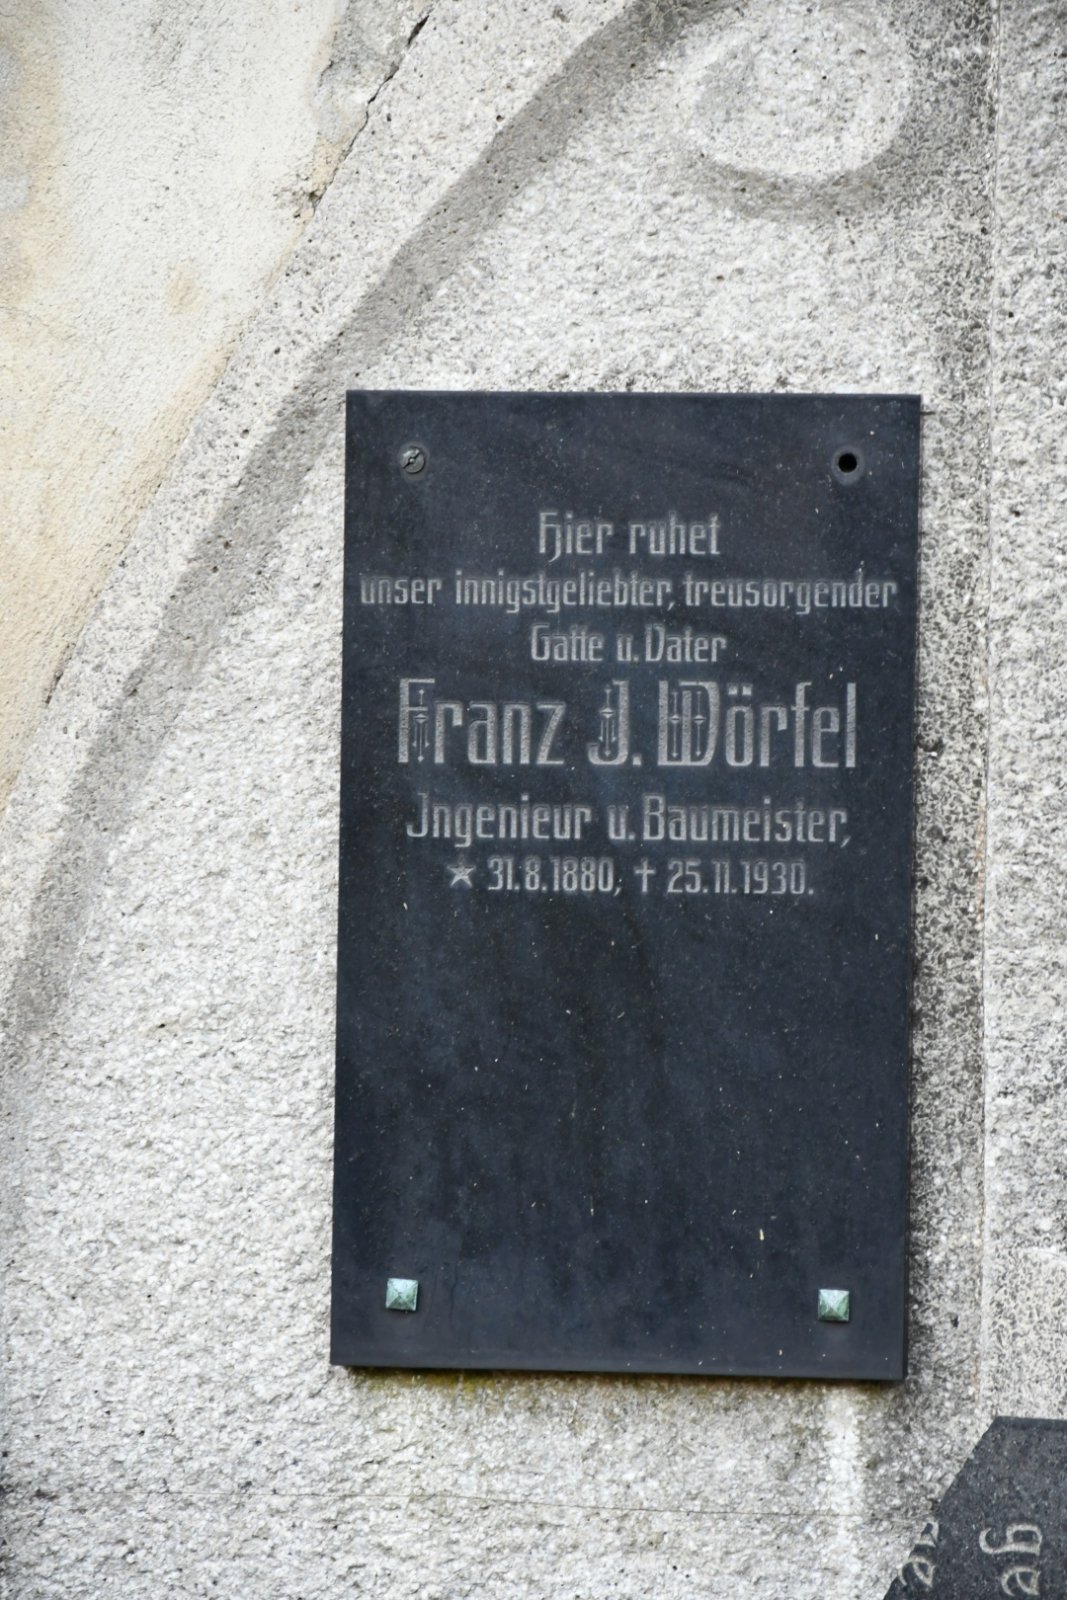 Hier ruhet
unser innigstgeliebter, treusorgender
Gatte u. Vater
Franz J. Wörfel
Jngenieur u. Baumeister,
★ 31.8.1880, ✝ 25.11.1930.